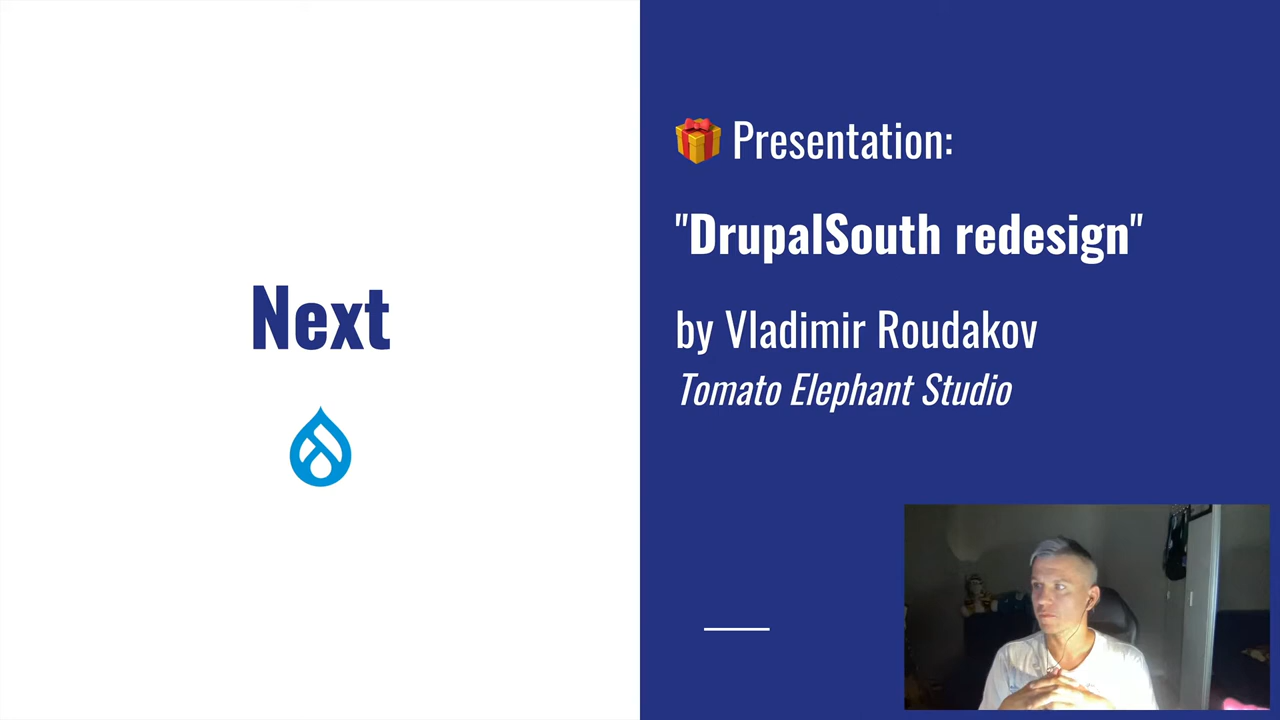 Next
🎁 Presentation:
"DrupalSouth redesign"
by Vladimir Roudakov
Tomato Elephant Studio